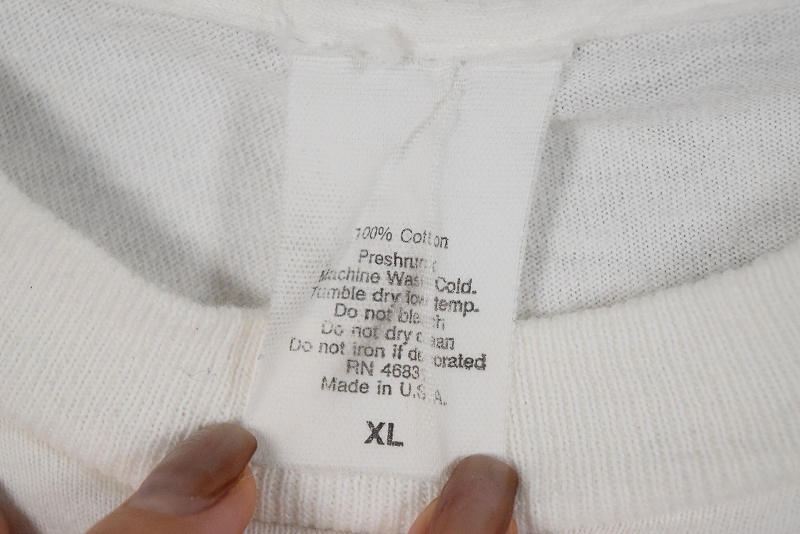 100% Cotton
Preshrunk
Machine Wash Cold.
Tumble dry low temp.
Do not bleach
Do not dry clean
Do not iron if decorated
RN 4683
Made in U.S.A.
XL